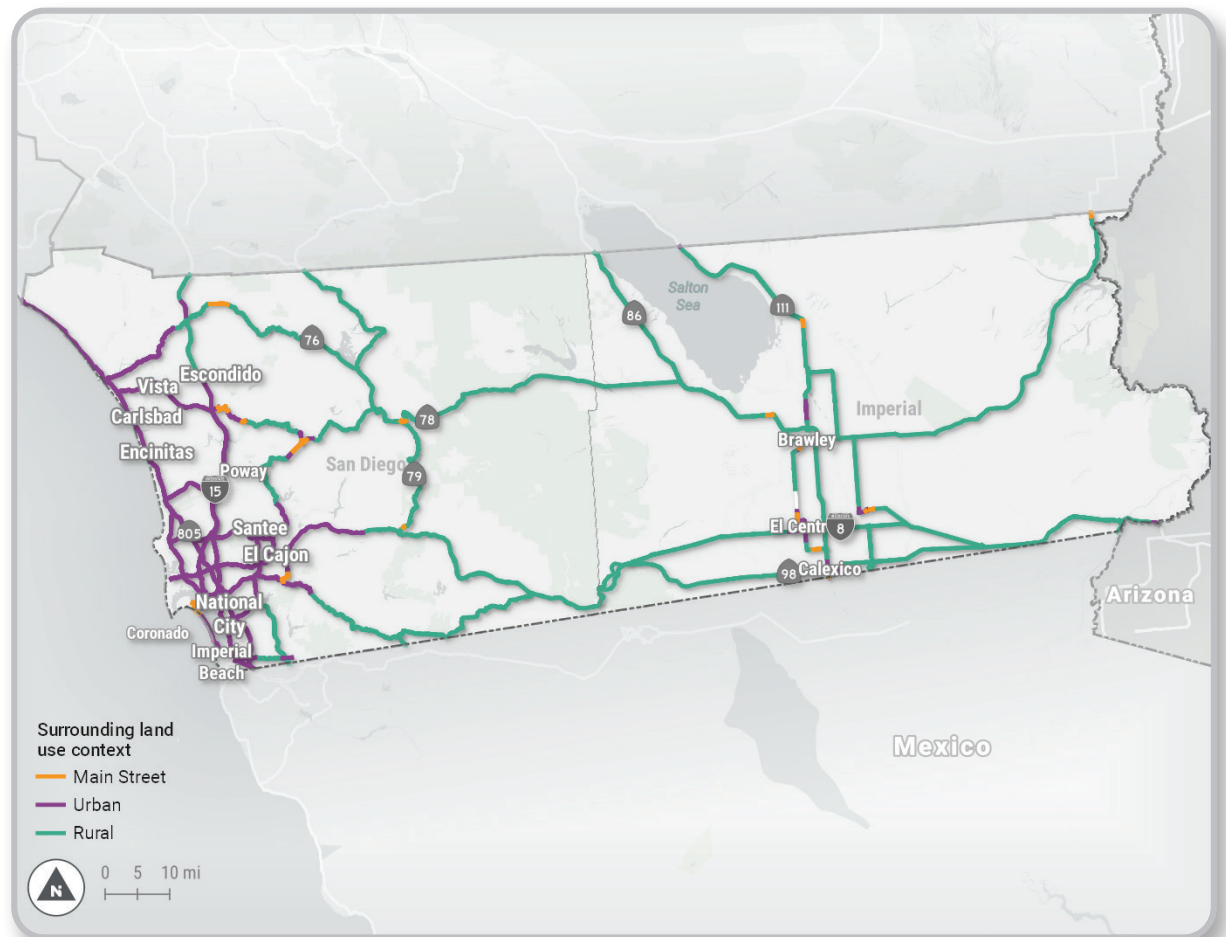 Salton
Sea
111
86
76
Escondido
Vista
Carlsbad
Imperial
78
Brawley
Encinitas
San Diego
Poway
79
15
Santee
805
El Centr
8
El Cajon
98
Calexico
National
City
Arizona
Coronado
Imperial
Beach
Surrounding land
use context
Main Street
Urban
Rural
Mexico
0 5 10 mi
N